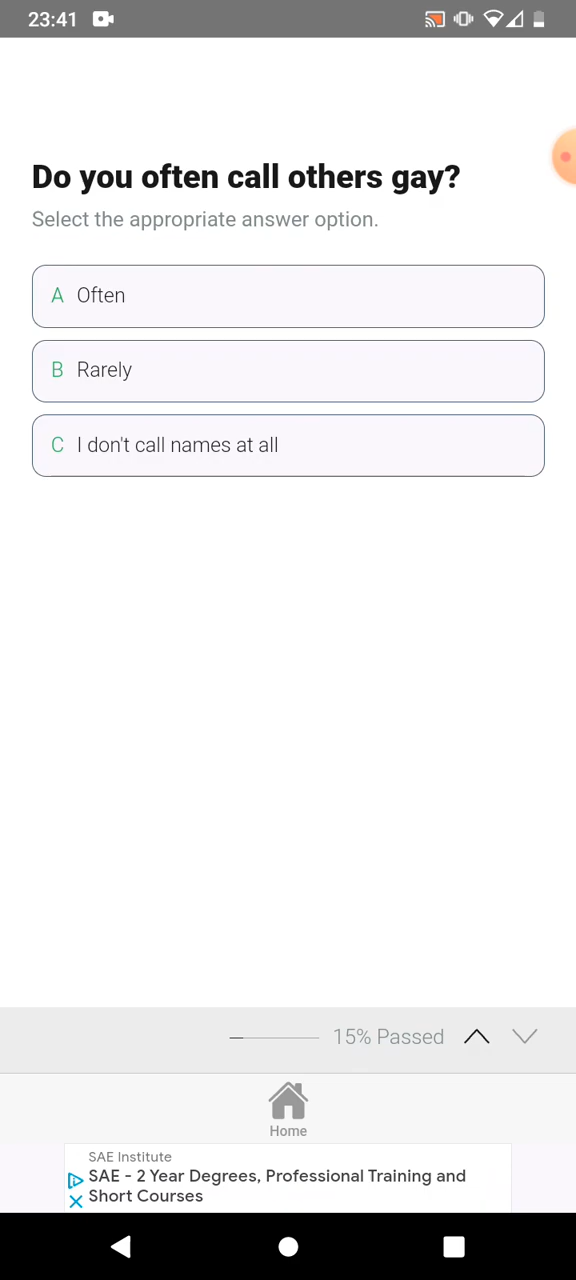 23:41
Do you often call others gay?
Select the appropriate answer option.
A Often
B Rarely
C I don't call names at all
15% Passed
Home
SAE Institute
SAE - 2 Year Degrees, Professional Training and
Short Courses